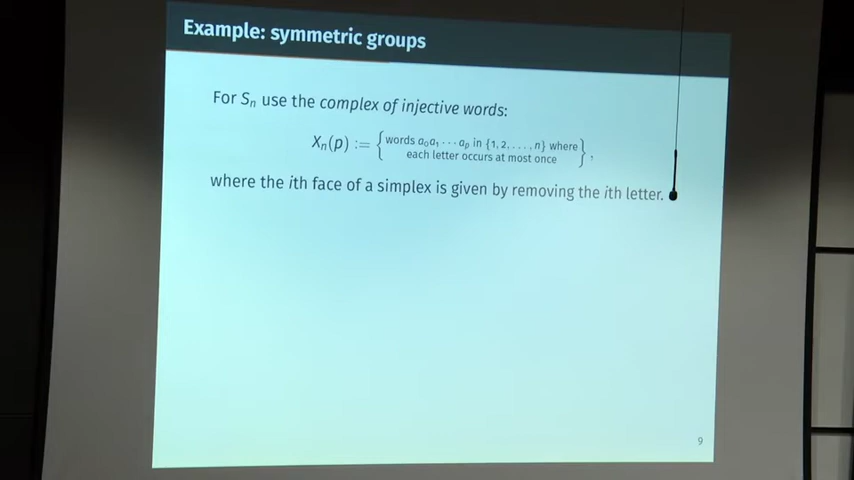 Example: symmetric groups
For Sₙ use the complex of injective words:
Xₙ(p) := { words a₀a₁ ⋯ aₚ in {1, 2, . . . , n} where
each letter occurs at most once } ,
where the ith face of a simplex is given by removing the ith letter.
9